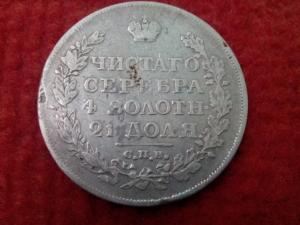 ЧИСТАГО
СЕРЕБРА
4 ЗОЛОТН
21 ДОЛЯ
С.П.Б.